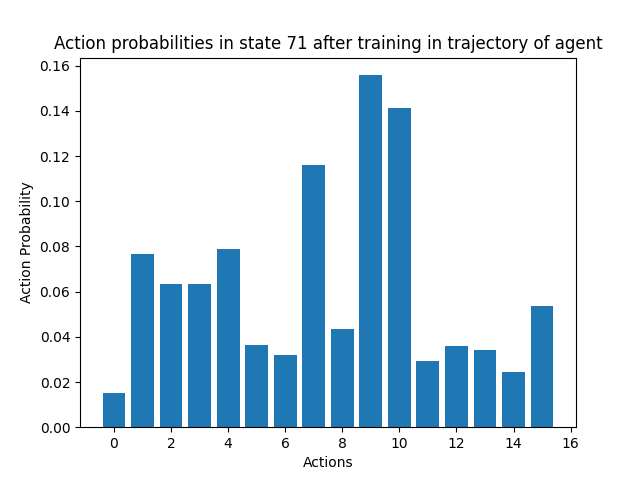 Action probabilities in state 71 after training in trajectory of agent
0.16
0.14
0.12
0.10
0.08
0.06
0.04
0.02
0.00
Action Probability
0 2 4 6 8 10 12 14 16
Actions